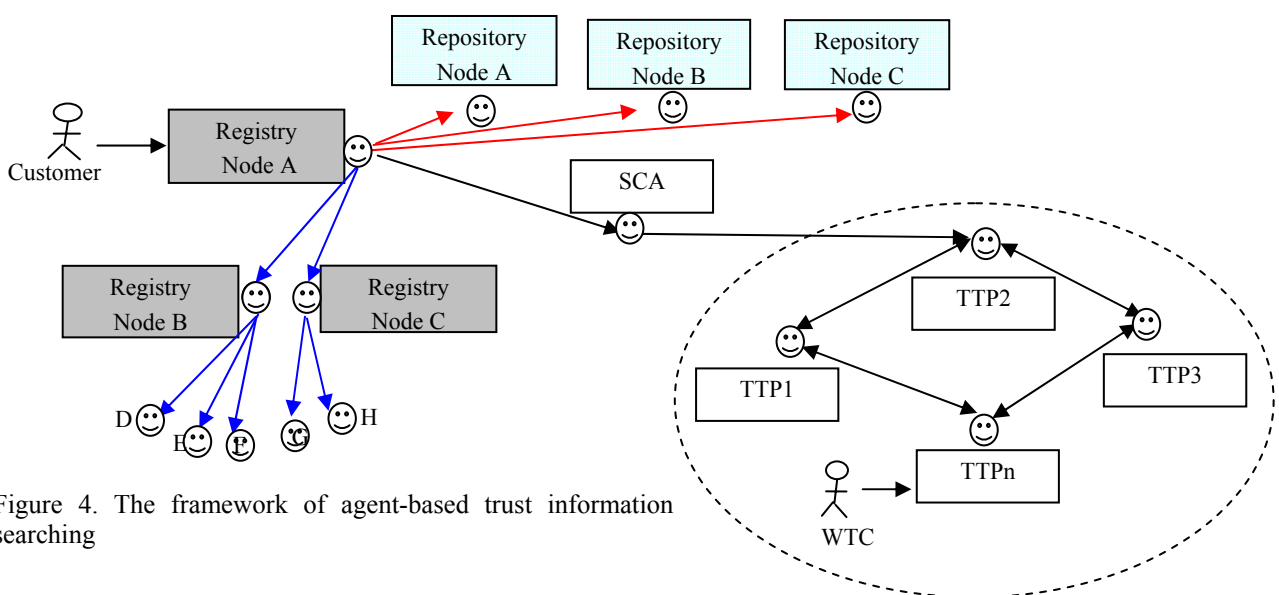 Repository
Node A
Repository
Node B
Repository
Node C
Customer
Registry
Node A
SCA
Registry
Node B
Registry
Node C
TTP2
TTP1
TTP3
TTPn
D
E
F
G
H
WTC
Figure 4. The framework of agent-based trust information
searching